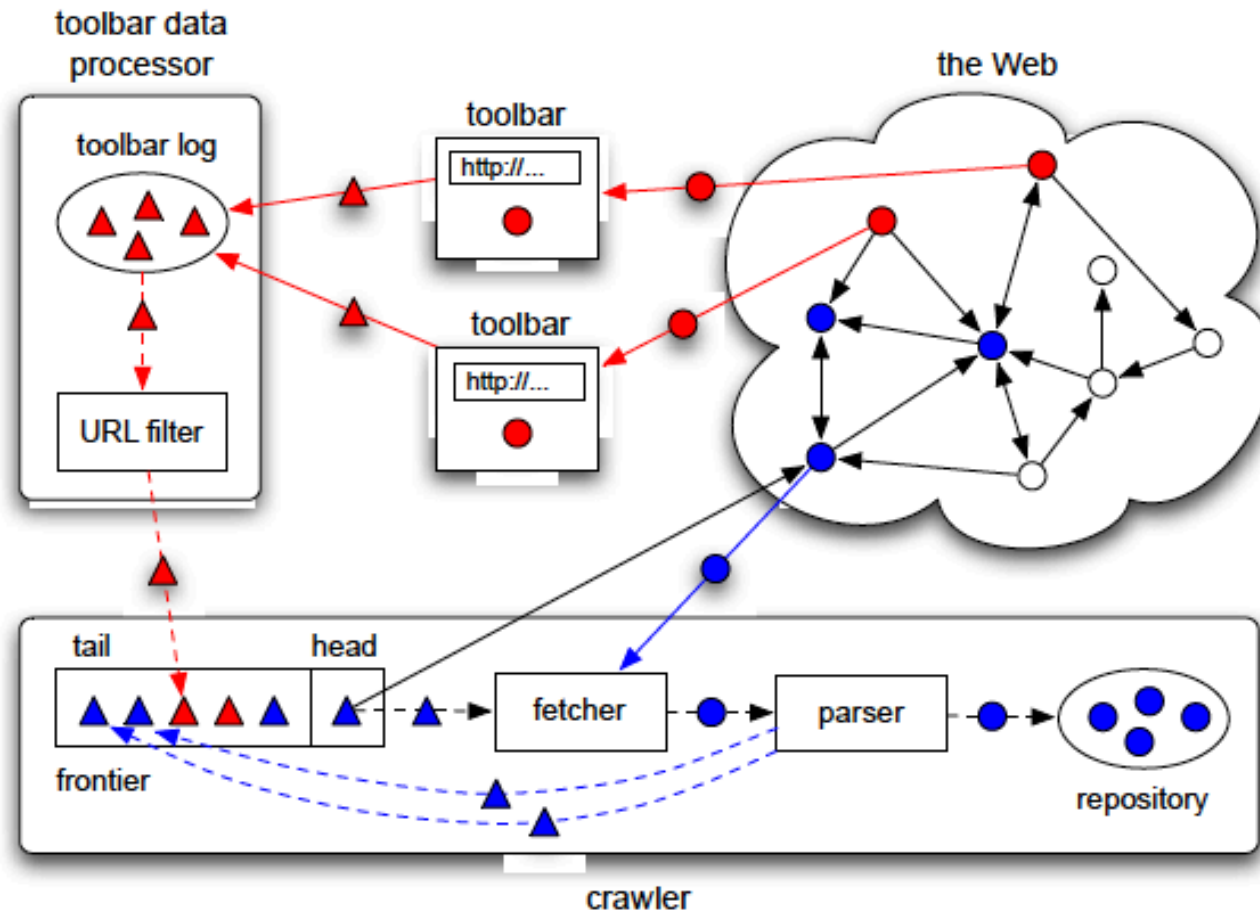 toolbar data
processor
the Web
toolbar
toolbar log
http://...
toolbar
http://...
URL filter
tail
head
fetcher
parser
frontier
repository
crawler